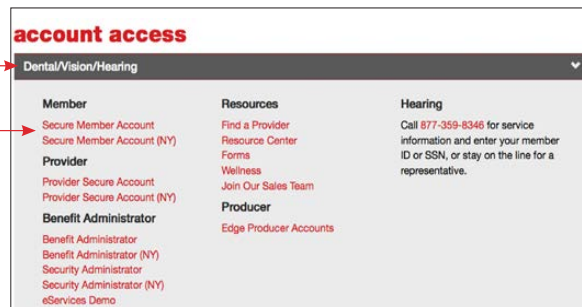 account access
Dental/Vision/Hearing
Member
Secure Member Account
Secure Member Account (NY)
Provider
Provider Secure Account
Provider Secure Account (NY)
Benefit Administrator
Benefit Administrator
Benefit Administrator (NY)
Security Administrator
Security Administrator (NY)
eServices Demo
Resources
Find a Provider
Resource Center
Forms
Wellness
Join Our Sales Team
Producer
Edge Producer Accounts
Hearing
Call 877-359-8346 for service
information and enter your member
ID or SSN, or stay on the line for a
representative.